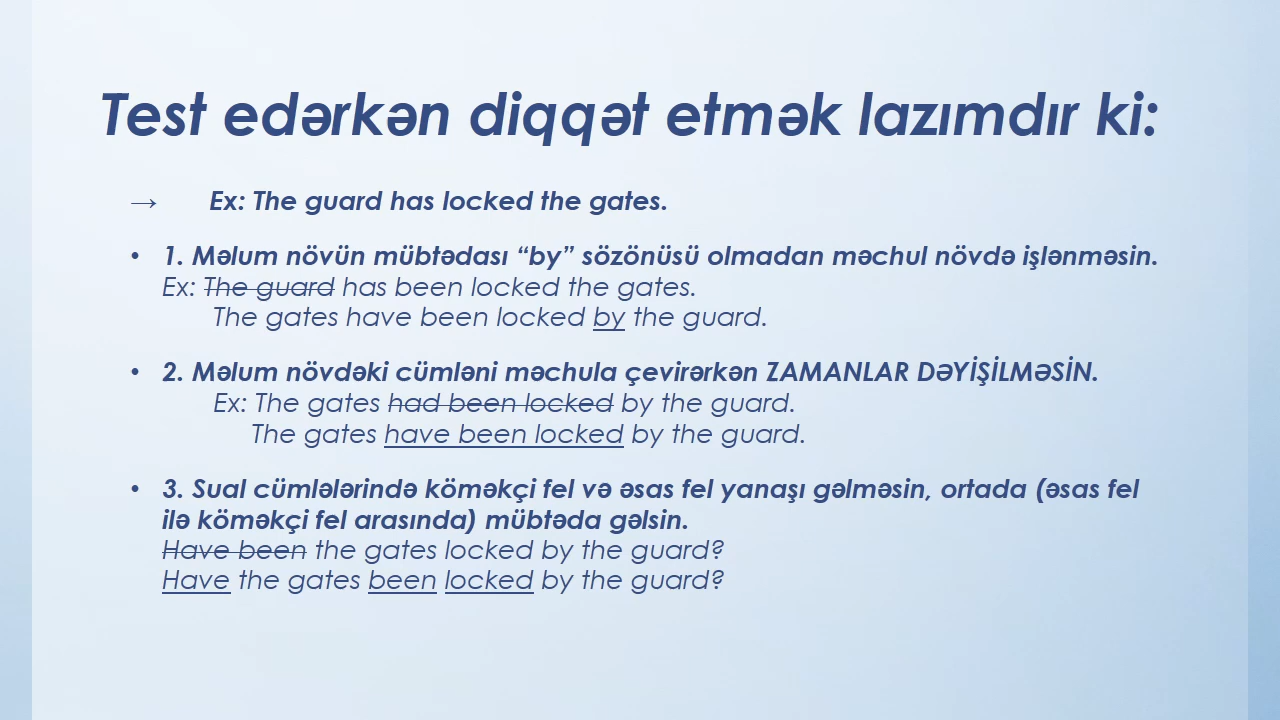 Test edərkən diqqət etmək lazımdır ki:
→ Ex: The guard has locked the gates.
• 1. Məlum növün mübtədası “by” sözönüsü olmadan məchul növdə işlənməsin.
Ex: The guard has been locked the gates.
The gates have been locked by the guard.
• 2. Məlum növdəki cümləni məchula çevirərkən ZAMANLAR DƏYİŞİLMƏSİN.
Ex: The gates had been locked by the guard.
The gates have been locked by the guard.
• 3. Sual cümlələrində köməkçi fel və əsas fel yanaşı gəlməsin, ortada (əsas fel
ilə köməkçi fel arasında) mübtəda gəlsin.
Have been the gates locked by the guard?
Have the gates been locked by the guard?